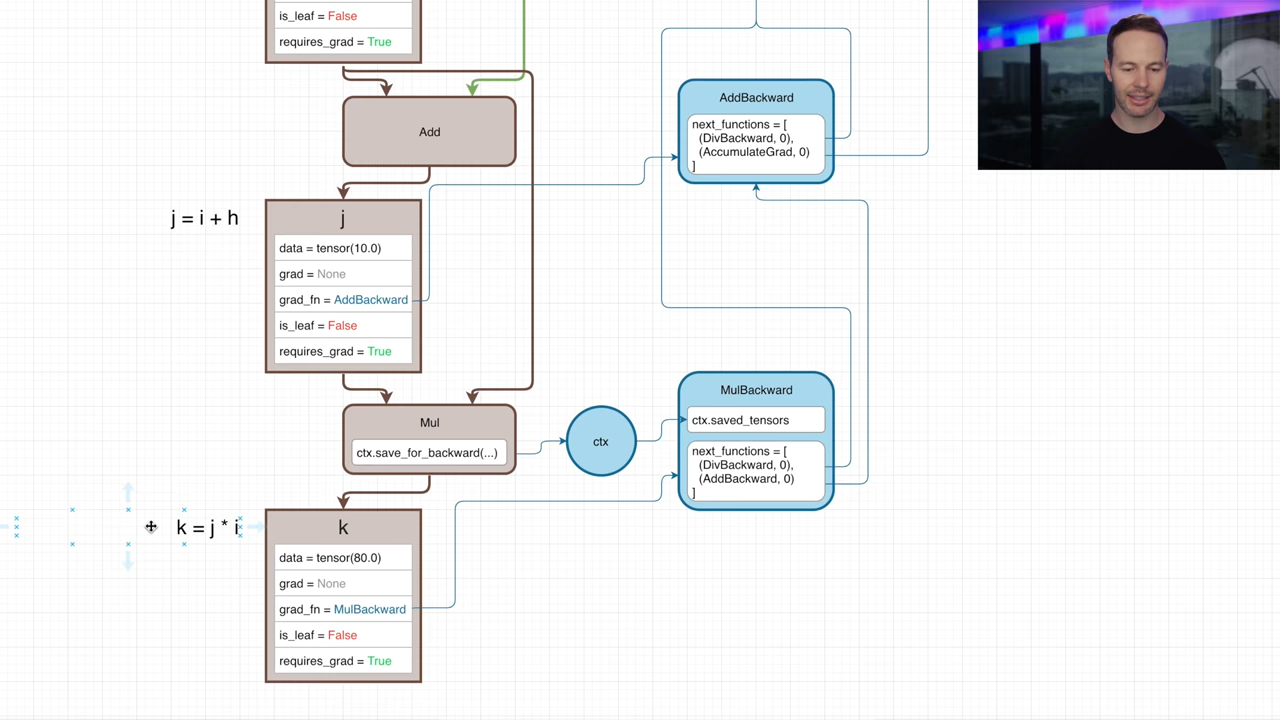 is_leaf = False
requires_grad = True
Add
AddBackward
next_functions = [
(DivBackward, 0),
(AccumulateGrad, 0)
]
j = i + h
j
data = tensor(10.0)
grad = None
grad_fn = AddBackward
is_leaf = False
requires_grad = True
Mul
ctx.save_for_backward(...)
ctx
MulBackward
ctx.saved_tensors
next_functions = [
(DivBackward, 0),
(AddBackward, 0)
]
k = j * i
k
data = tensor(80.0)
grad = None
grad_fn = MulBackward
is_leaf = False
requires_grad = True